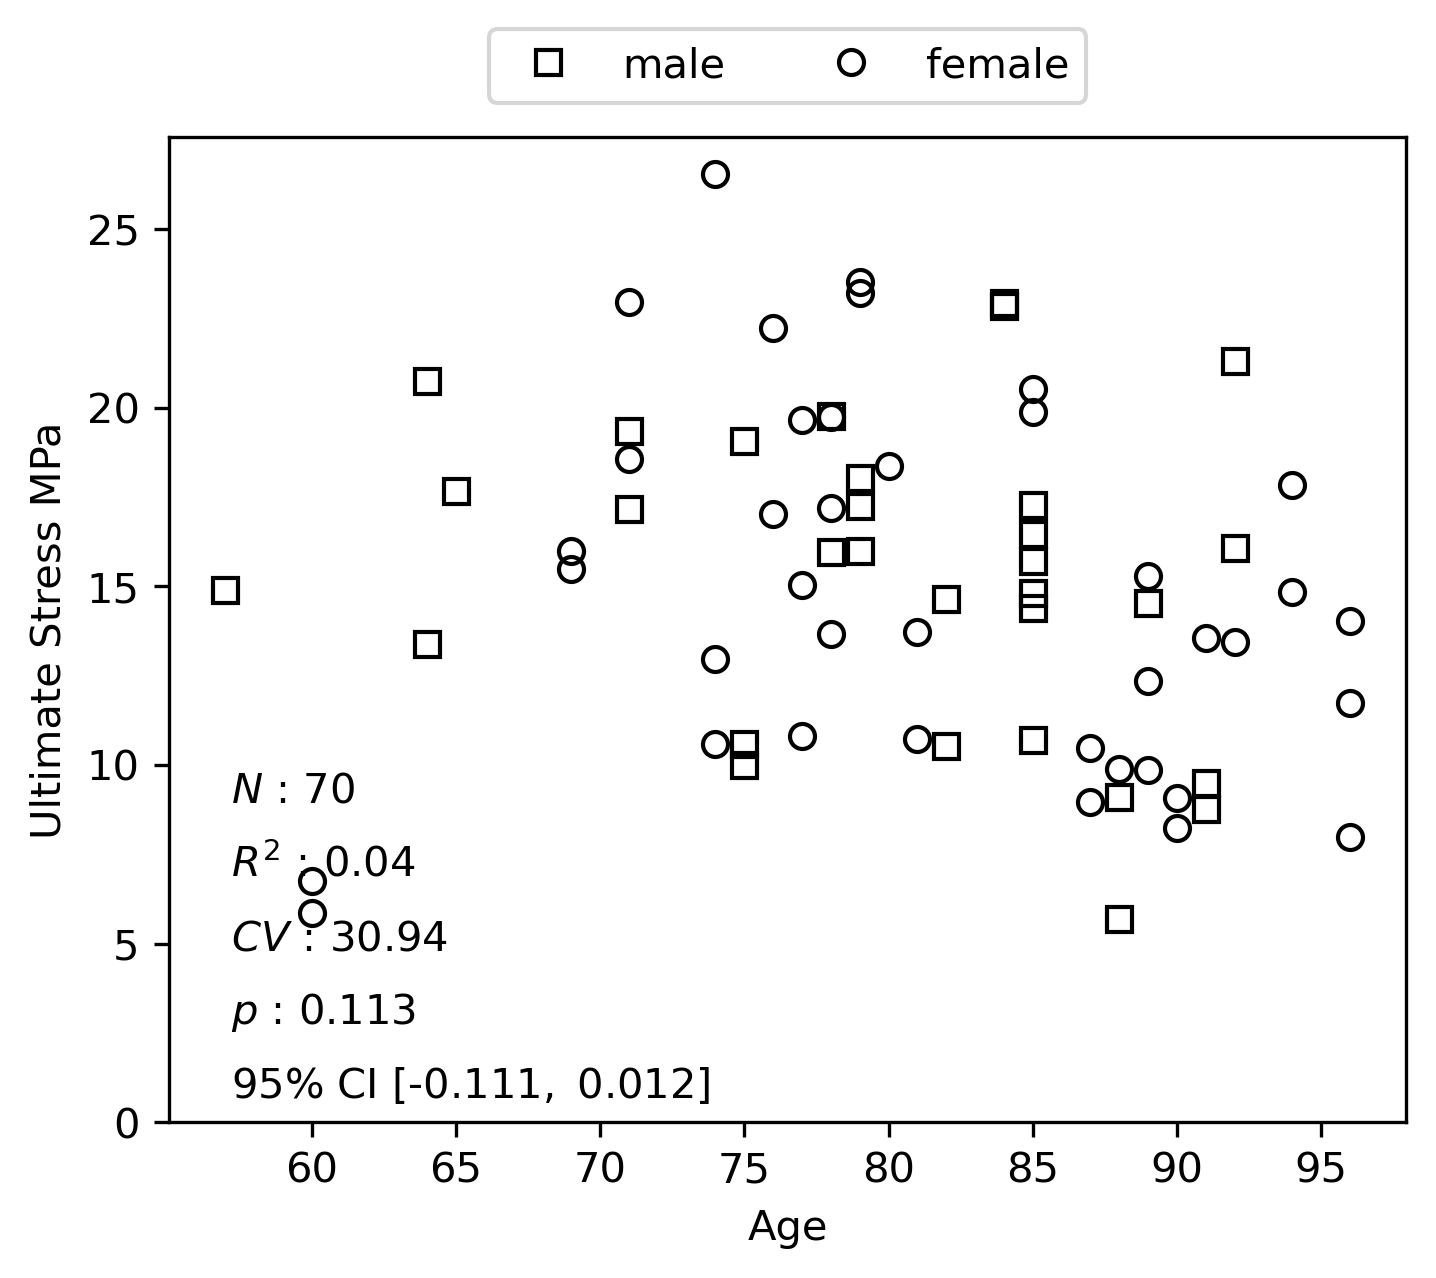 male female
Ultimate Stress MPa
25
20
15
10
5
0
N : 70
R² : 0.04
CV : 30.94
p : 0.113
95% CI [-0.111, 0.012]
60 65 70 75 80 85 90 95
Age